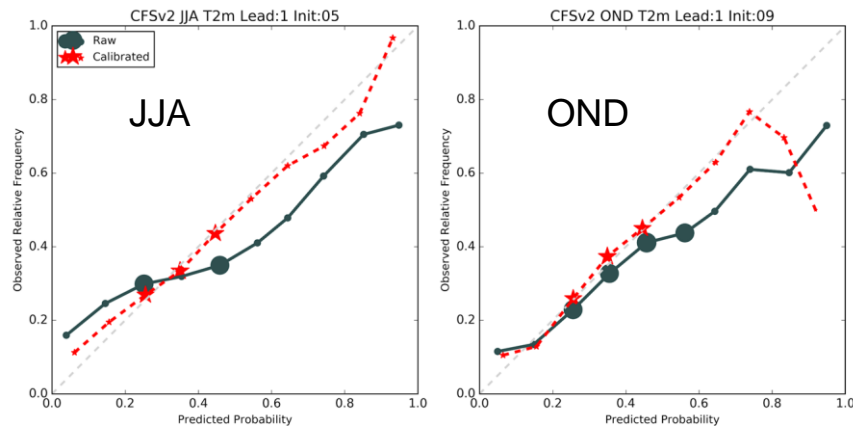 CFSv2 JJA T2m Lead:1 Init:05
Raw
Calibrated
JJA
1.0
0.8
0.6
0.4
0.2
0.0
Observed Relative Frequency
0.0 0.2 0.4 0.6 0.8 1.0
Predicted Probability
CFSv2 OND T2m Lead:1 Init:09
OND
1.0
0.8
0.6
0.4
0.2
0.0
Observed Relative Frequency
0.0 0.2 0.4 0.6 0.8 1.0
Predicted Probability